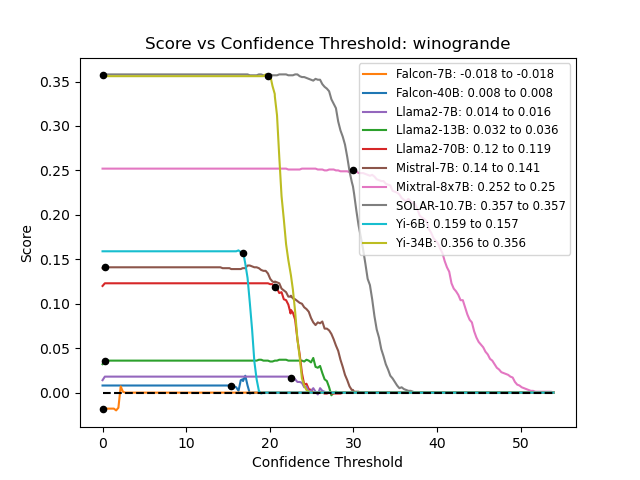 Score vs Confidence Threshold: winogrande
Falcon-7B: -0.018 to -0.018
Falcon-40B: 0.008 to 0.008
Llama2-7B: 0.014 to 0.016
Llama2-13B: 0.032 to 0.036
Llama2-70B: 0.12 to 0.119
Mistral-7B: 0.14 to 0.141
Mixtral-8x7B: 0.252 to 0.25
SOLAR-10.7B: 0.357 to 0.357
Yi-6B: 0.159 to 0.157
Yi-34B: 0.356 to 0.356
Score
0.35
0.30
0.25
0.20
0.15
0.10
0.05
0.00
0 10 20 30 40 50
Confidence Threshold